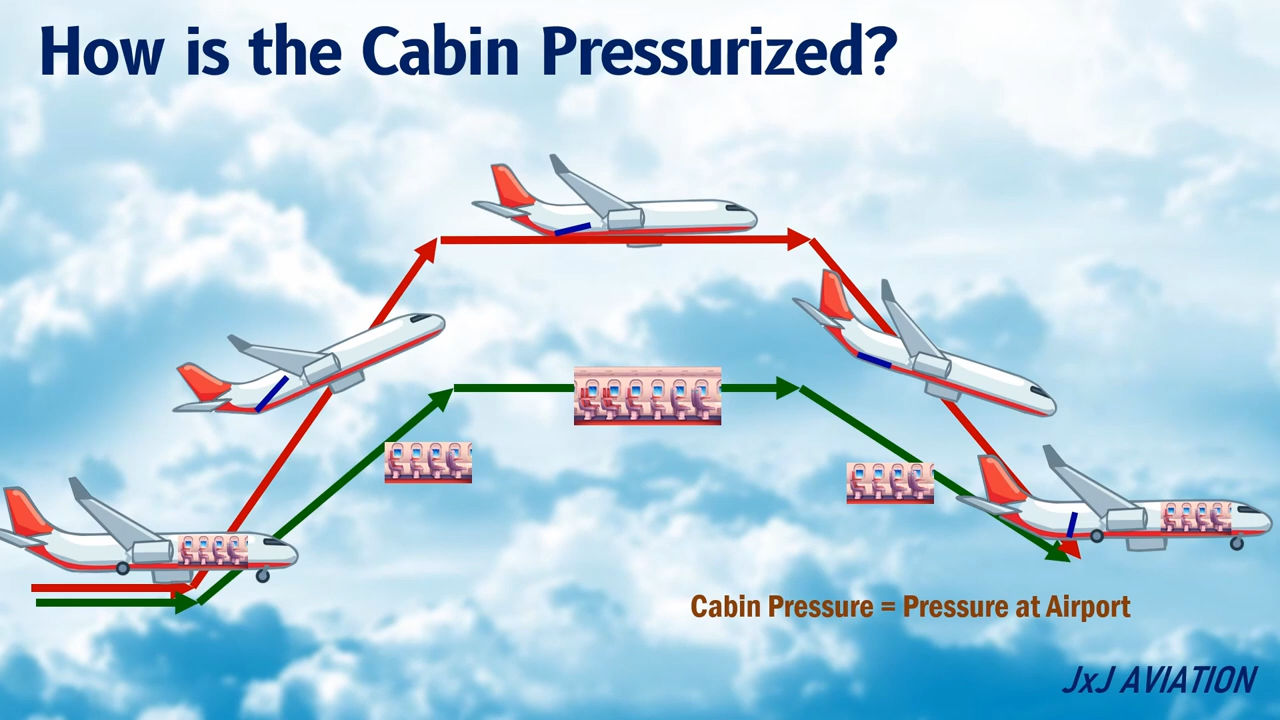 How is the Cabin Pressurized?
Cabin Pressure = Pressure at Airport
JxJ AVIATION